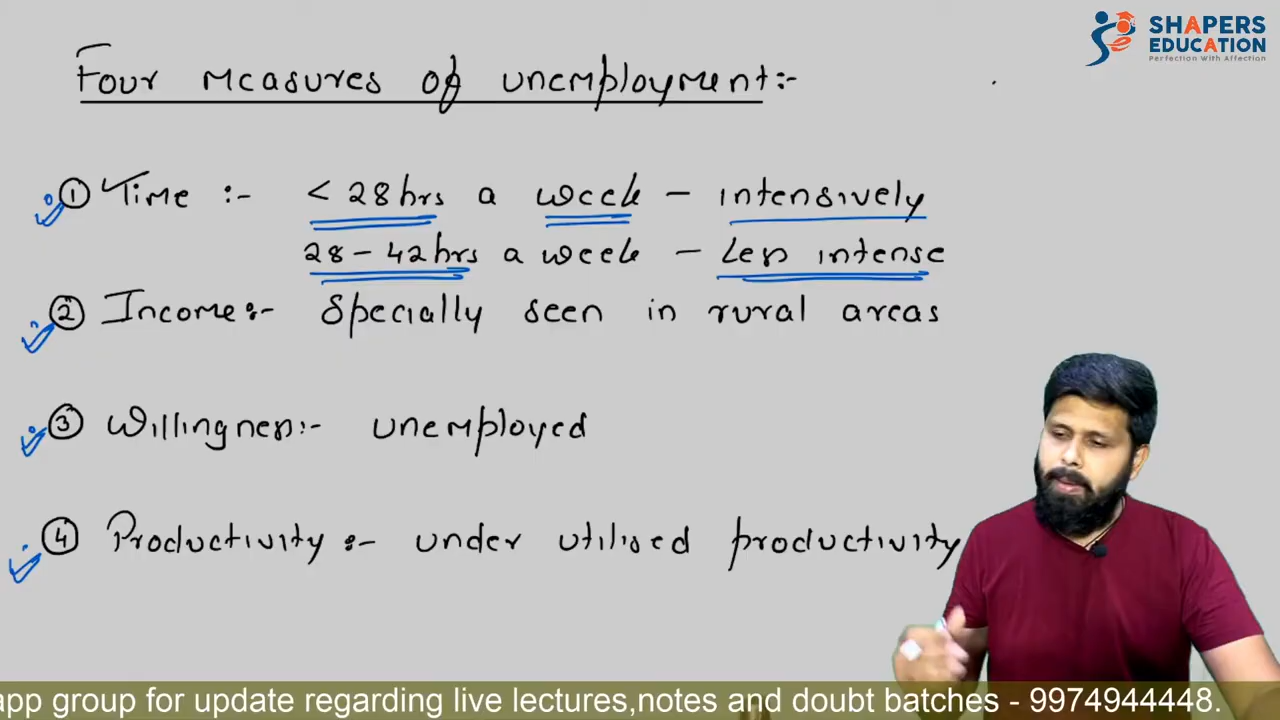 SHAPERS
EDUCATION
Perfection With Affection
Four measures of unemployment:-
① Time :- < 28 hrs a week - intensively
28 - 42 hrs a week - Less intense
② Income:- Specially seen in rural areas
③ Willingness:- unemployed
④ Productivity:- under utilised productivity
app group for update regarding live lectures,notes and doubt batches - 9974944448.